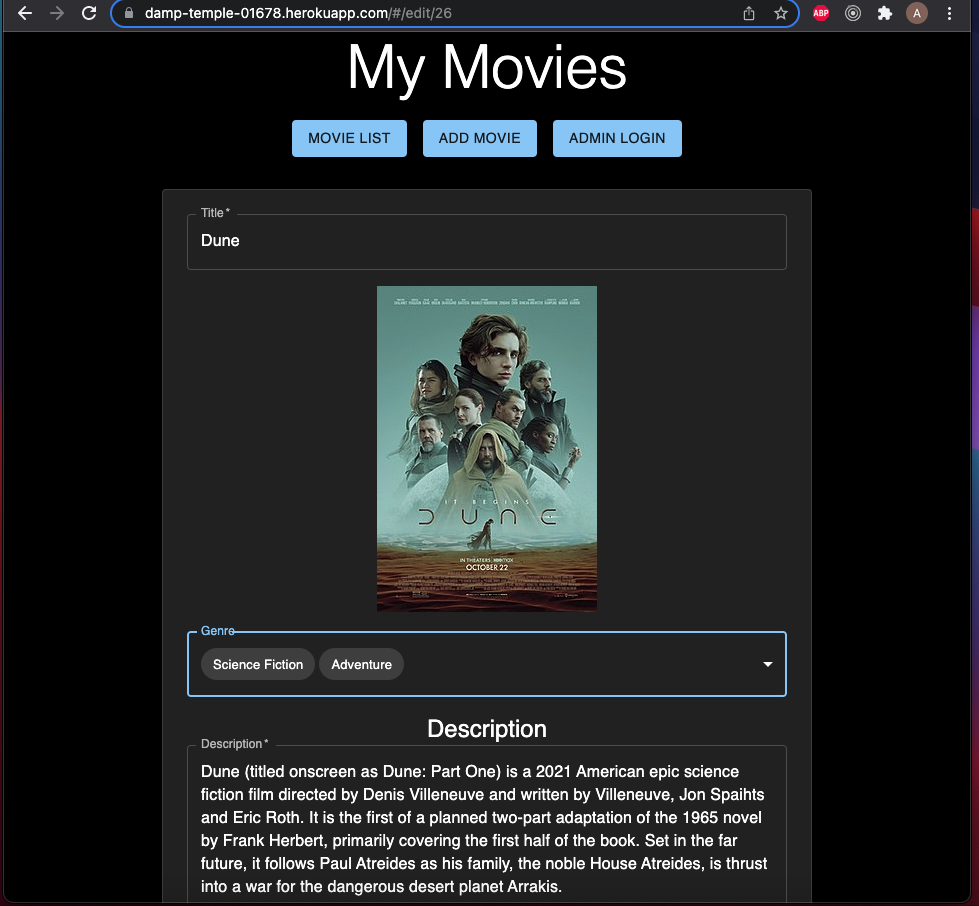 damp-temple-01678.herokuapp.com/#/edit/26
ABP
A
My Movies
MOVIE LIST
ADD MOVIE
ADMIN LOGIN
Title *
Dune
IT BEGINS
DUNE
IN THEATERS HBO MAX
OCTOBER 22
Genre
Science Fiction
Adventure
Description
Description *
Dune (titled onscreen as Dune: Part One) is a 2021 American epic science
fiction film directed by Denis Villeneuve and written by Villeneuve, Jon Spaihts
and Eric Roth. It is the first of a planned two-part adaptation of the 1965 novel
by Frank Herbert, primarily covering the first half of the book. Set in the far
future, it follows Paul Atreides as his family, the noble House Atreides, is thrust
into a war for the dangerous desert planet Arrakis.